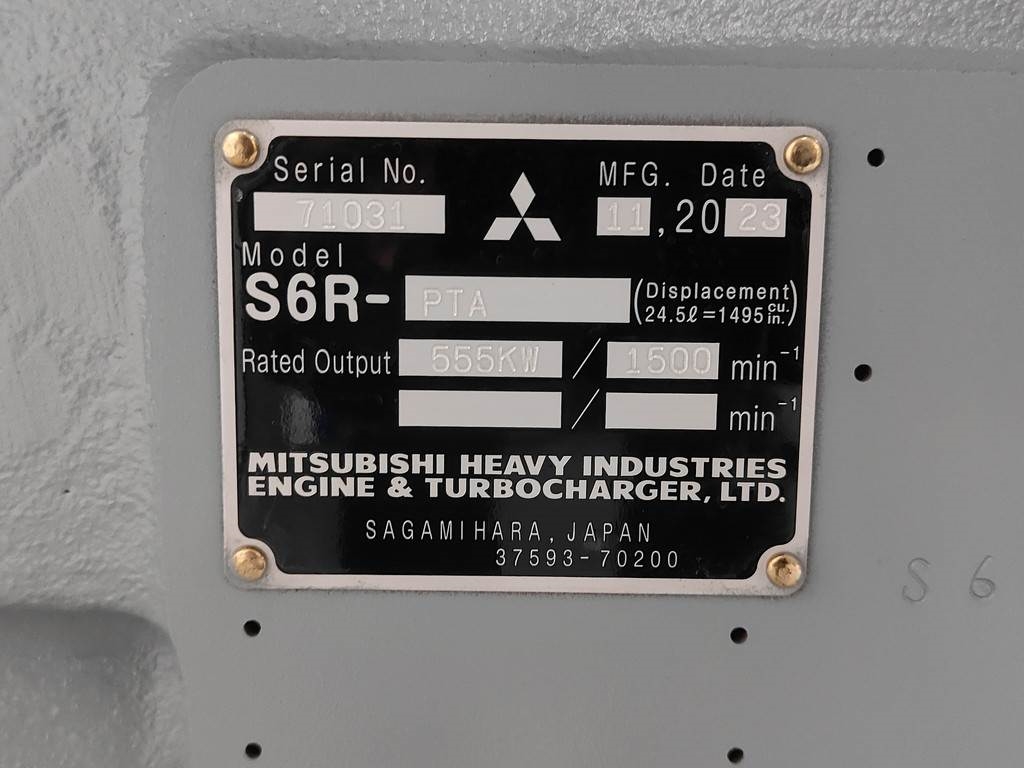 Serial No. MFG. Date
71031 11,2023
Model
S6R-PTA (Displacement
24.5ℓ=1495 cu. in.)
Rated Output 555KW / 1500 min⁻¹
/ min⁻¹
MITSUBISHI HEAVY INDUSTRIES
ENGINE & TURBOCHARGER, LTD.
SAGAMIHARA, JAPAN
37593-70200
S 6